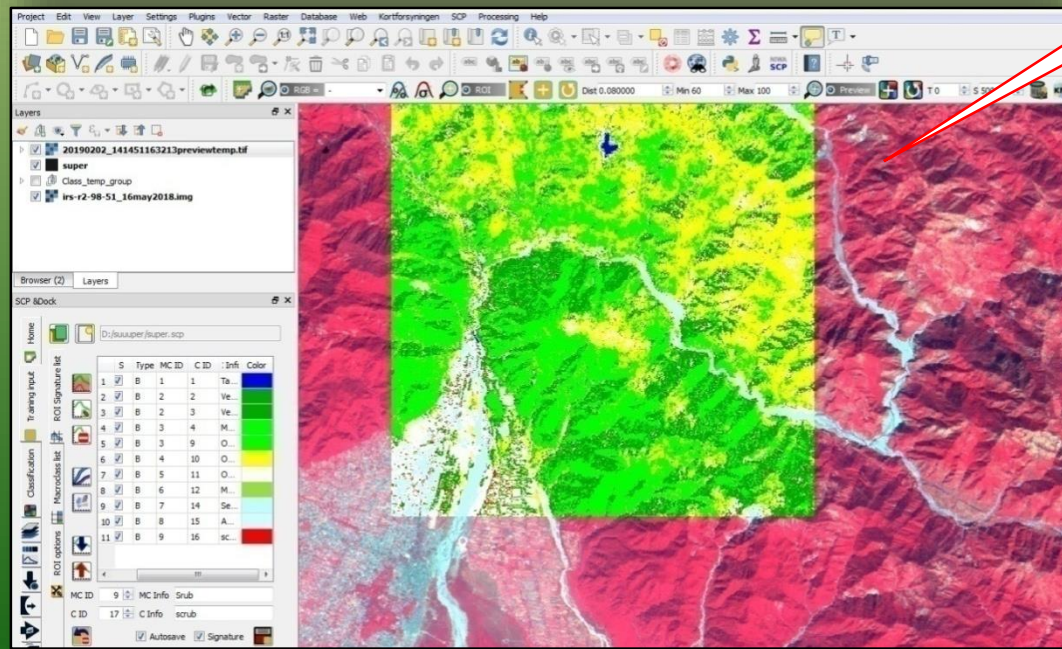 Project Edit View Layer Settings Plugins Vector Raster Database Web Kortforsyningen SCP Processing Help
RGB = -
ROI
Dist 0.080000
Min 60
Max 100
Preview
T 0
S 500
Layers
20190202_141451163213previewtemp.tif
super
Class_temp_group
irs-r2-98-51_16may2018.img
Browser (2) Layers
SCP &Dock
Home
Training input
Classification
ROI Signature list
Macroclass list
ROI options
D:/suuuper/super.scp
S Type MC ID C ID : Infi Color
1 B 1 1 Ta...
2 B 2 2 Ve...
3 B 2 3 Ve...
4 B 3 4 M...
5 B 3 9 O...
6 B 4 10 O...
7 B 5 11 O...
8 B 6 12 M...
9 B 7 14 Se...
10 B 8 15 A...
11 B 9 16 sc...
MC ID 9 MC Info Srub
C ID 17 C Info scrub
Autosave Signature